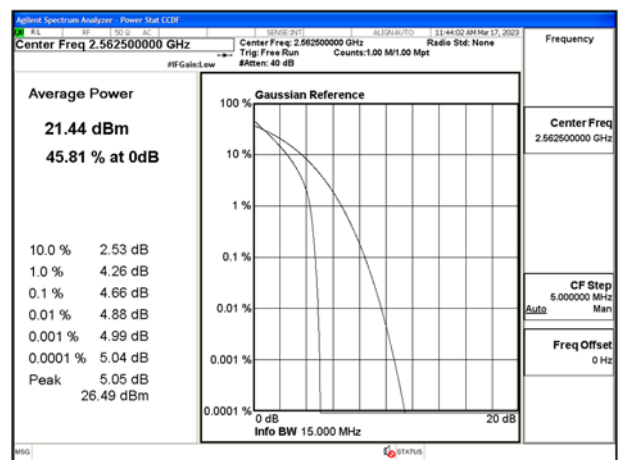 Agilent Spectrum Analyzer - Power Stat CCDF
RL RF 50 Ω AC SENSE:INT ALIGNAUTO 11:44:02 AM Mar 17, 2023
Center Freq 2.562500000 GHz
Center Freq: 2.562500000 GHz Radio Std: None
Trig: Free Run Counts:1.00 M/1.00 Mpt
#IFGain:Low #Atten: 40 dB
Frequency
Average Power
21.44 dBm
45.81 % at 0dB
10.0 % 2.53 dB
1.0 % 4.26 dB
0.1 % 4.66 dB
0.01 % 4.88 dB
0.001 % 4.99 dB
0.0001 % 5.04 dB
Peak 5.05 dB
26.49 dBm
Gaussian Reference
100 %
10 %
1 %
0.1 %
0.01 %
0.001 %
0.0001 %
0 dB 20 dB
Info BW 15.000 MHz
Center Freq
2.562500000 GHz
CF Step
5.000000 MHz
Auto Man
Freq Offset
0 Hz
MSG STATUS